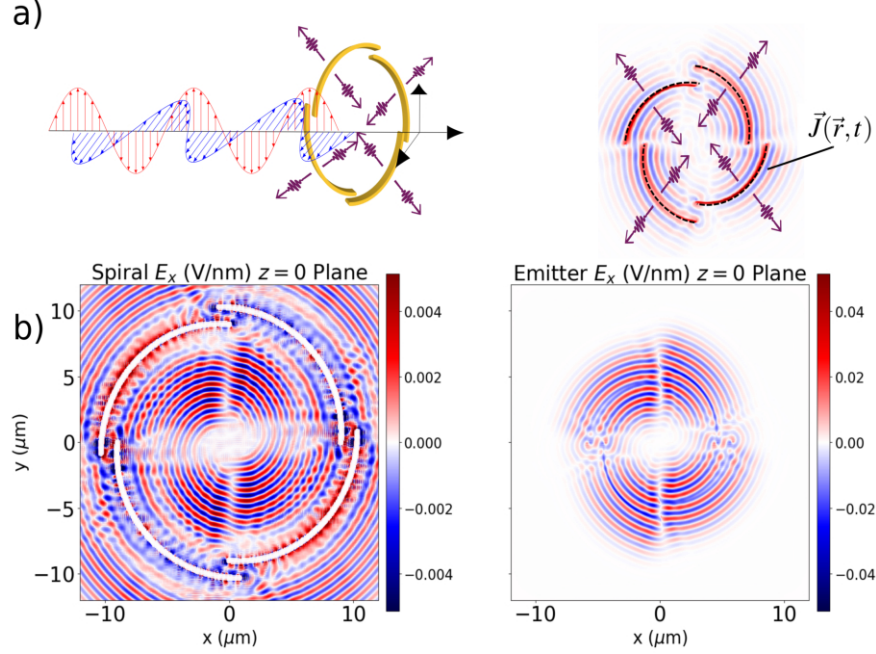 a)
J⃗(r⃗,t)
b)
Spiral Eₓ (V/nm) z = 0 Plane
10
5
0
−5
−10
y (μm)
−10
0
10
x (μm)
0.004
0.002
0.000
−0.002
−0.004
Emitter Eₓ (V/nm) z = 0 Plane
−10
0
10
x (μm)
0.04
0.02
0.00
−0.02
−0.04